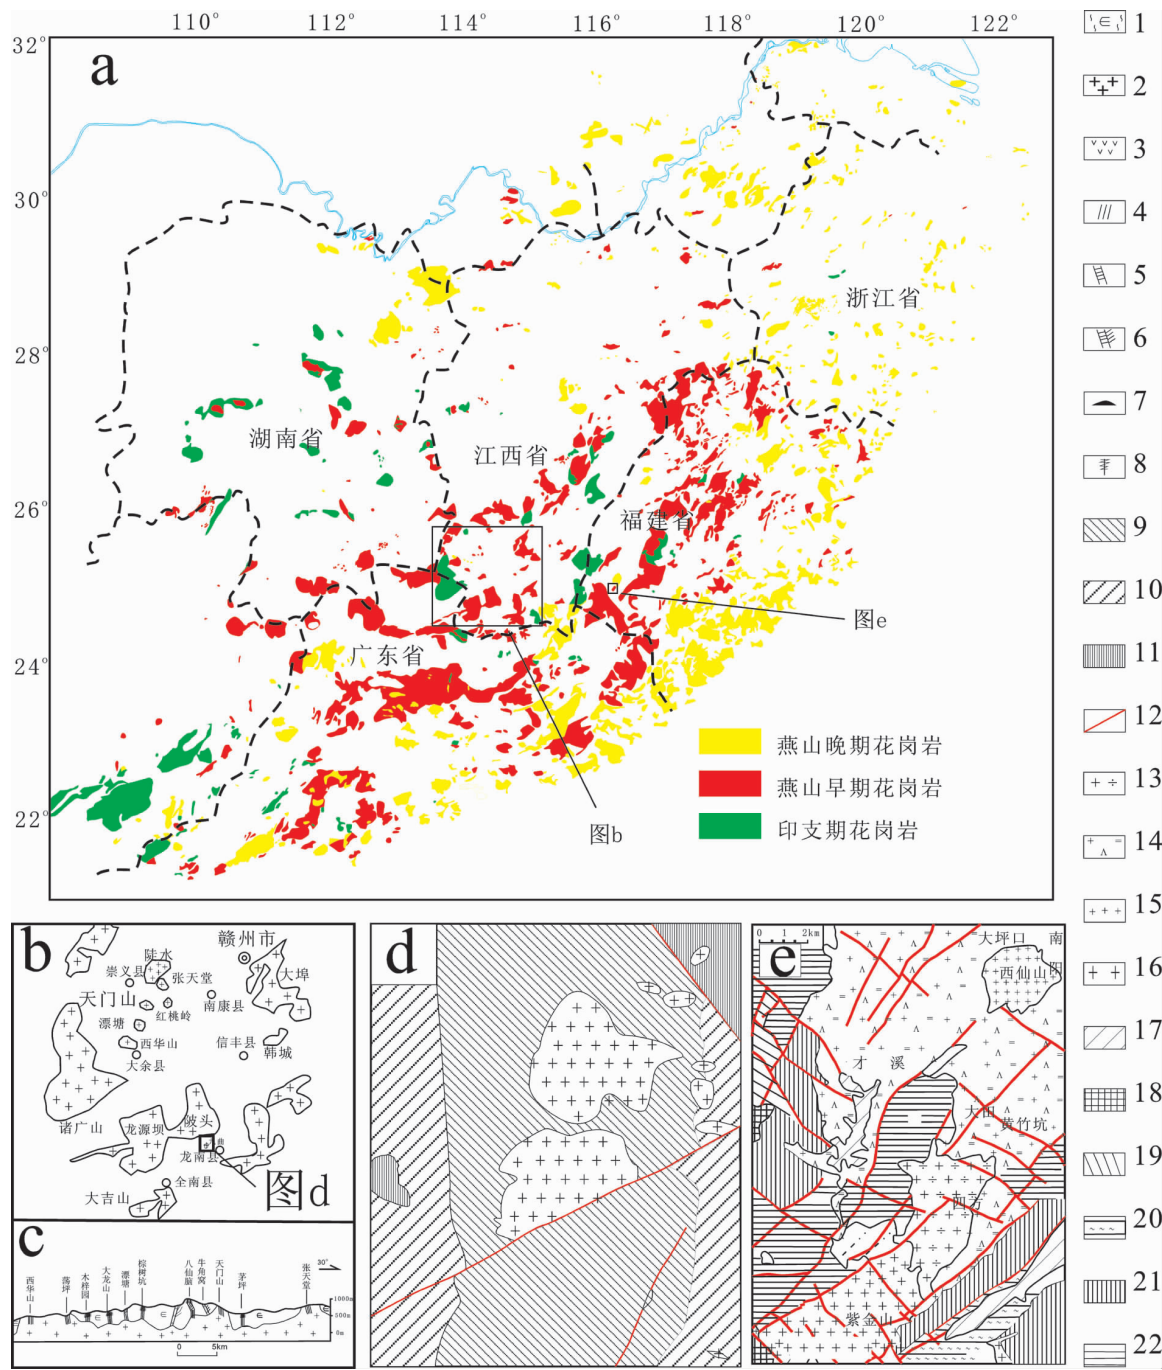 110° 112° 114° 116° 118° 120° 122°
32°
30°
28°
26°
24°
22°
a
浙江省
湖南省
江西省
福建省
广东省
图e
图b
燕山晚期花岗岩
燕山早期花岗岩
印支期花岗岩
1
2
3
4
5
6
7
8
9
10
11
12
13
14
15
16
17
18
19
20
21
22
b
赣州市
陡水
崇义县
张天堂
大埠
天门山
南康县
红桃岭
漂塘
西华山
信丰县
韩城
大余县
诸广山
龙源坝
陂头
龙南县
全南县
大吉山
图d
c
西华山
荡坪
木梓园
大龙山
漂塘
棕树坑
八仙脑
牛角窝
天门山
茅坪
张天堂
30°
1000m
500m
0m
0 5km
d
e
0 1 2km
大坪口
南阳
西仙山
才溪
大田
黄竹坑
四方
紫金山